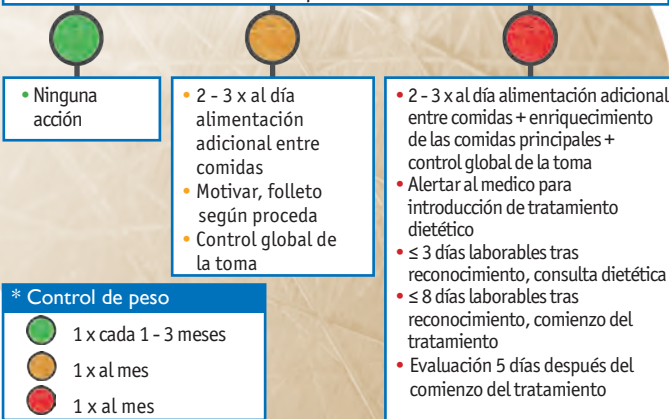 • Ninguna
acción
• 2 - 3 x al día
alimentación
adicional entre
comidas
• Motivar, folleto
según proceda
• Control global de
la toma
• 2 - 3 x al día alimentación adicional
entre comidas + enriquecimiento
de las comidas principales +
control global de la toma
• Alertar al medico para
introducción de tratamiento
dietético
• ≤ 3 días laborables tras
reconocimiento, consulta dietética
• ≤ 8 días laborables tras
reconocimiento, comienzo del
tratamiento
• Evaluación 5 días después del
comienzo del tratamiento
* Control de peso
1 x cada 1 - 3 meses
1 x al mes
1 x al mes